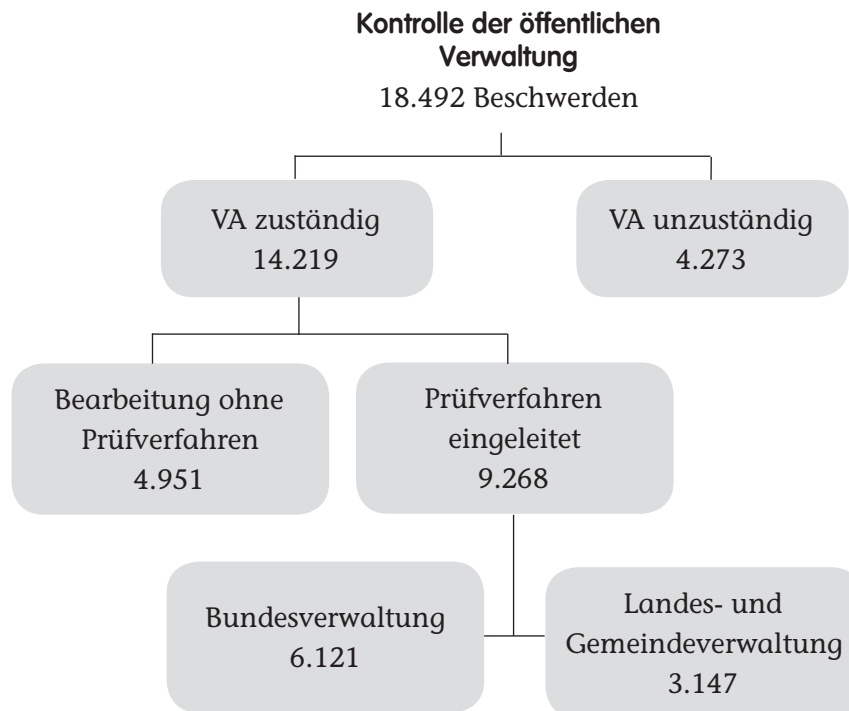 Kontrolle der öffentlichen
Verwaltung
18.492 Beschwerden
VA zuständig
14.219
VA unzuständig
4.273
Bearbeitung ohne
Prüfverfahren
4.951
Prüfverfahren
eingeleitet
9.268
Bundesverwaltung
6.121
Landes- und
Gemeindeverwaltung
3.147